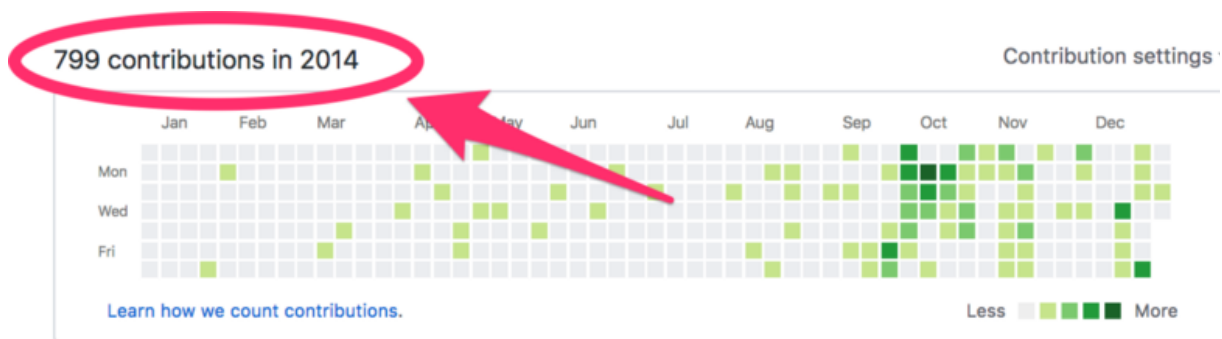 799 contributions in 2014
Contribution settings
Jan Feb Mar May Jun Jul Aug Sep Oct Nov Dec
Mon
Wed
Fri
Learn how we count contributions.
Less More